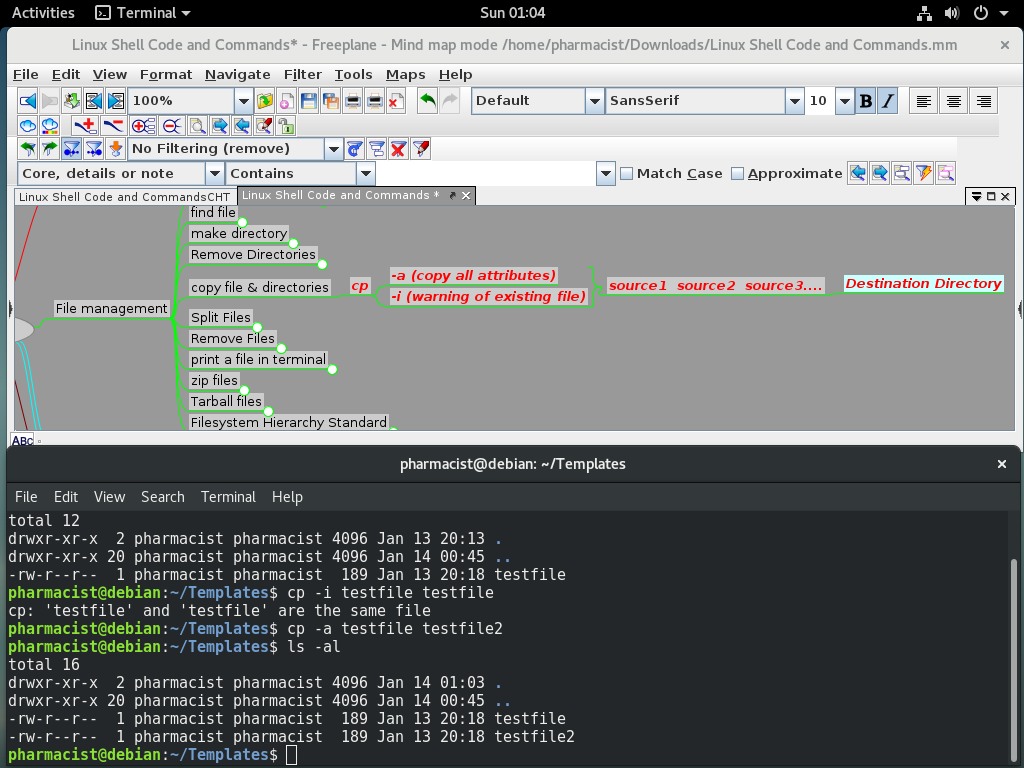 Activities Terminal Sun 01:04
Linux Shell Code and Commands* - Freeplane - Mind map mode /home/pharmacist/Downloads/Linux Shell Code and Commands.mm
File Edit View Format Navigate Filter Tools Maps Help
100% Default SansSerif 10 B I
No Filtering (remove)
Core, details or note Contains Match Case Approximate
Linux Shell Code and CommandsCHT Linux Shell Code and Commands *
find file
make directory
Remove Directories
-a (copy all attributes)
copy file & directories cp source1 source2 source3.... Destination Directory
-i (warning of existing file)
File management
Split Files
Remove Files
print a file in terminal
zip files
Tarball files
Filesystem Hierarchy Standard
ABC
pharmacist@debian: ~/Templates
File Edit View Search Terminal Help
total 12
drwxr-xr-x  2 pharmacist pharmacist 4096 Jan 13 20:13 .
drwxr-xr-x 20 pharmacist pharmacist 4096 Jan 14 00:45 ..
-rw-r--r--  1 pharmacist pharmacist  189 Jan 13 20:18 testfile
pharmacist@debian:~/Templates$ cp -i testfile testfile
cp: 'testfile' and 'testfile' are the same file
pharmacist@debian:~/Templates$ cp -a testfile testfile2
pharmacist@debian:~/Templates$ ls -al
total 16
drwxr-xr-x  2 pharmacist pharmacist 4096 Jan 14 01:03 .
drwxr-xr-x 20 pharmacist pharmacist 4096 Jan 14 00:45 ..
-rw-r--r--  1 pharmacist pharmacist  189 Jan 13 20:18 testfile
-rw-r--r--  1 pharmacist pharmacist  189 Jan 13 20:18 testfile2
pharmacist@debian:~/Templates$